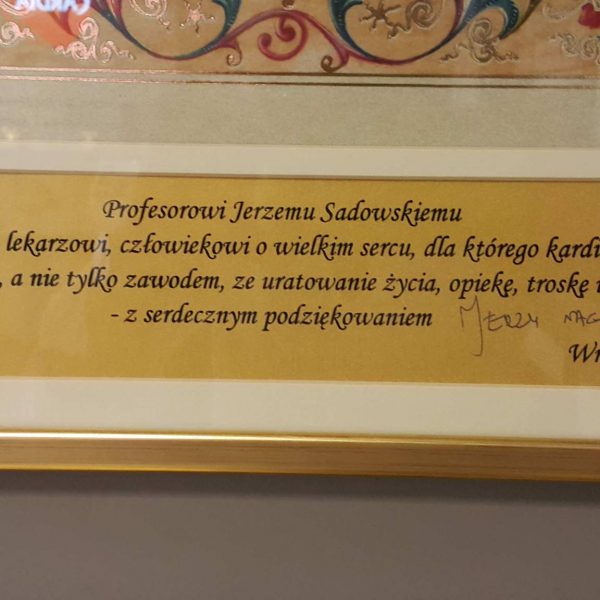 Profesorowi Jerzemu Sadowskiemu
lekarzowi, człowiekowi o wielkim sercu, dla którego kardi
, a nie tylko zawodem, ze uratowanie życia, opiekę, troskę
- z serdecznym podziękowaniem